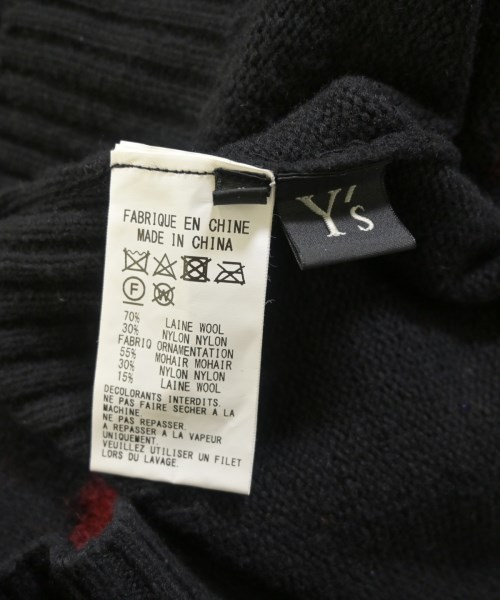 FABRIQUE EN CHINE
MADE IN CHINA
F W
70% LAINE WOOL
30% NYLON NYLON
FABRIQ ORNAMENTATION
55% MOHAIR MOHAIR
30% NYLON NYLON
15% LAINE WOOL
DECOLORANTS INTERDITS.
NE PAS FAIRE SECHER A LA
MACHINE.
NE PAS REPASSER.
A REPASSER A LA VAPEUR
UNIQUEMENT.
VEUILLEZ UTILISER UN FILET
LORS DU LAVAGE.
Y's